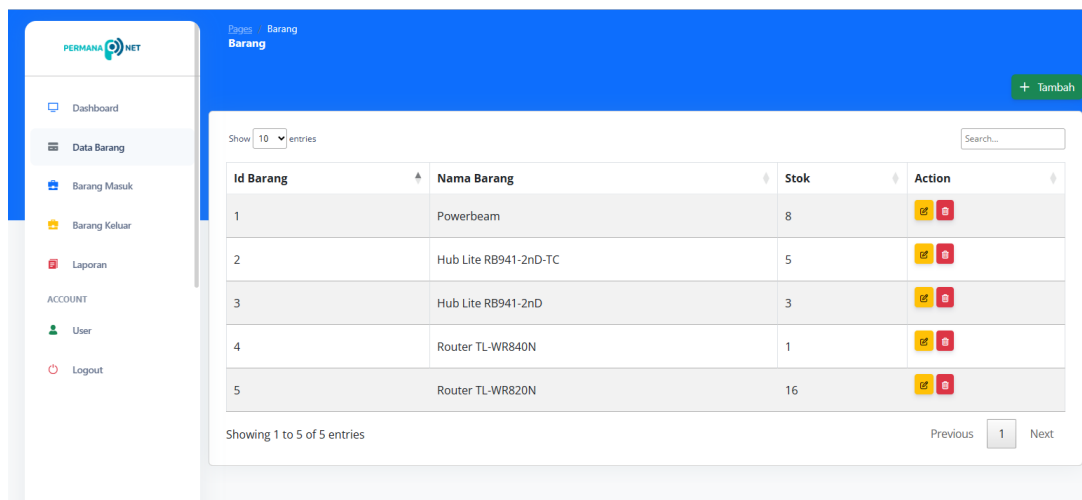 PERMANA P NET
Dashboard
Data Barang
Barang Masuk
Barang Keluar
Laporan
ACCOUNT
User
Logout
Pages / Barang
Barang
+ Tambah
Show 10 entries
Search...
Id Barang Nama Barang Stok Action
1 Powerbeam 8
2 Hub Lite RB941-2nD-TC 5
3 Hub Lite RB941-2nD 3
4 Router TL-WR840N 1
5 Router TL-WR820N 16
Showing 1 to 5 of 5 entries
Previous 1 Next